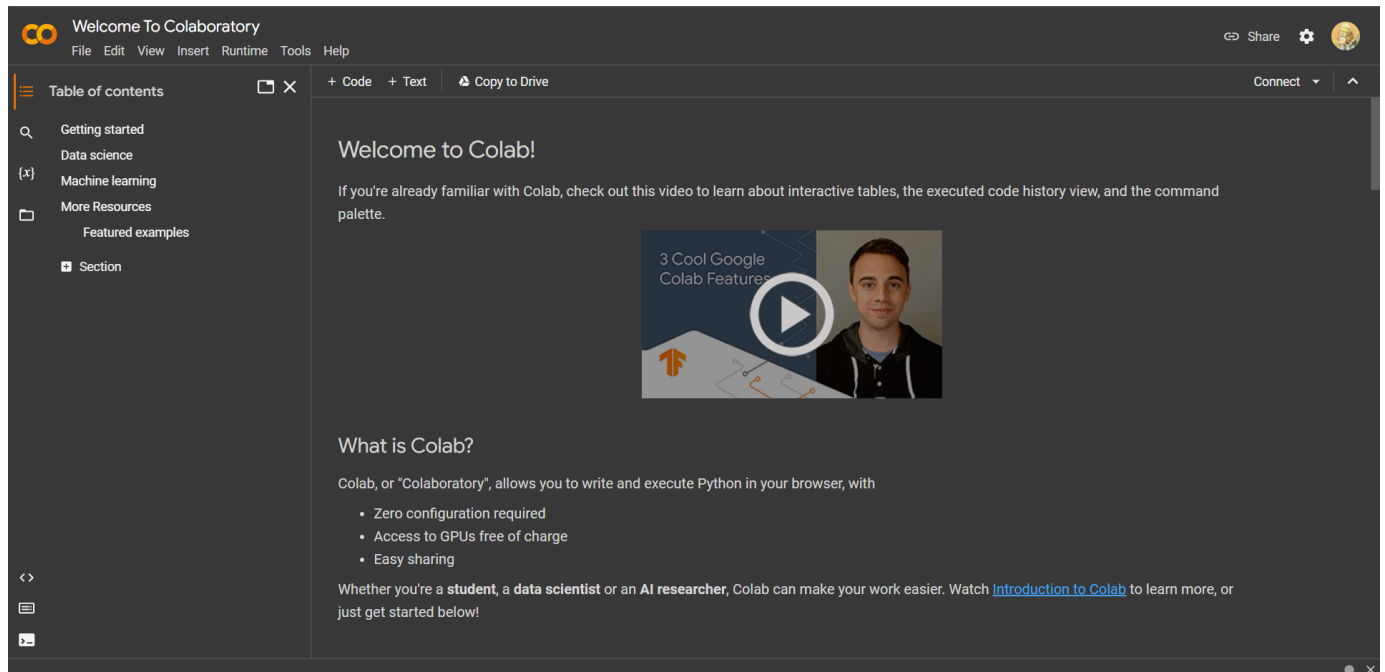 Welcome To Colaboratory
File Edit View Insert Runtime Tools Help
Share
Table of contents
Getting started
Data science
Machine learning
More Resources
Featured examples
Section
+ Code + Text Copy to Drive
Connect
Welcome to Colab!
If you're already familiar with Colab, check out this video to learn about interactive tables, the executed code history view, and the command
palette.
3 Cool Google
Colab Features
What is Colab?
Colab, or "Colaboratory", allows you to write and execute Python in your browser, with
• Zero configuration required
• Access to GPUs free of charge
• Easy sharing
Whether you're a student, a data scientist or an AI researcher, Colab can make your work easier. Watch Introduction to Colab to learn more, or
just get started below!
{x}